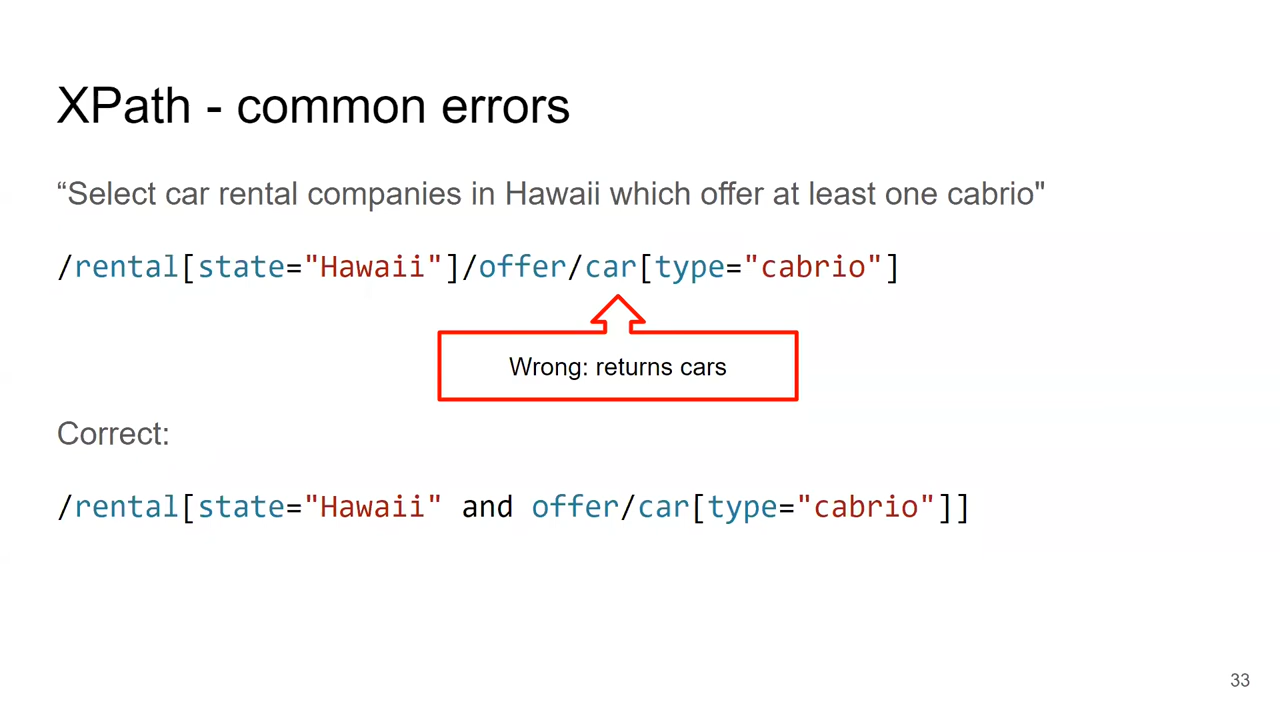 XPath - common errors
“Select car rental companies in Hawaii which offer at least one cabrio"
/rental[state="Hawaii"]/offer/car[type="cabrio"]
Wrong: returns cars
Correct:
/rental[state="Hawaii" and offer/car[type="cabrio"]]
33